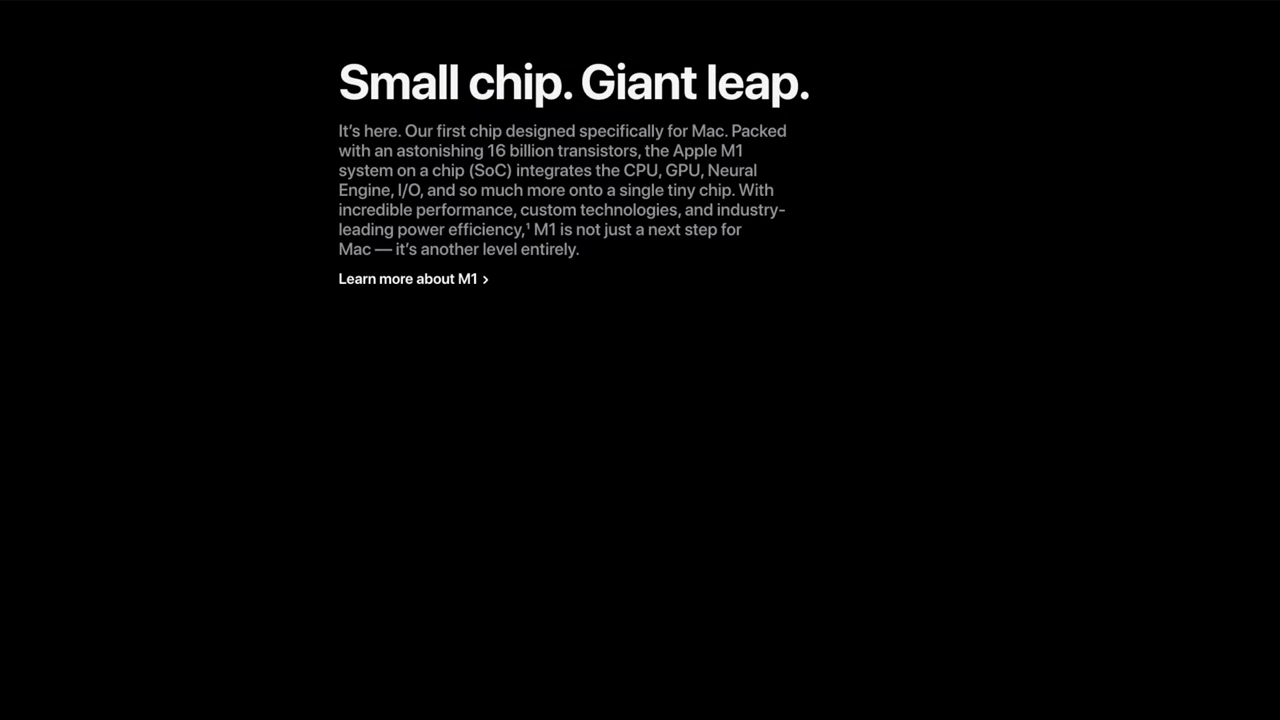 Small chip. Giant leap.
It’s here. Our first chip designed specifically for Mac. Packed
with an astonishing 16 billion transistors, the Apple M1
system on a chip (SoC) integrates the CPU, GPU, Neural
Engine, I/O, and so much more onto a single tiny chip. With
incredible performance, custom technologies, and industry-
leading power efficiency,¹ M1 is not just a next step for
Mac — it’s another level entirely.
Learn more about M1 ›